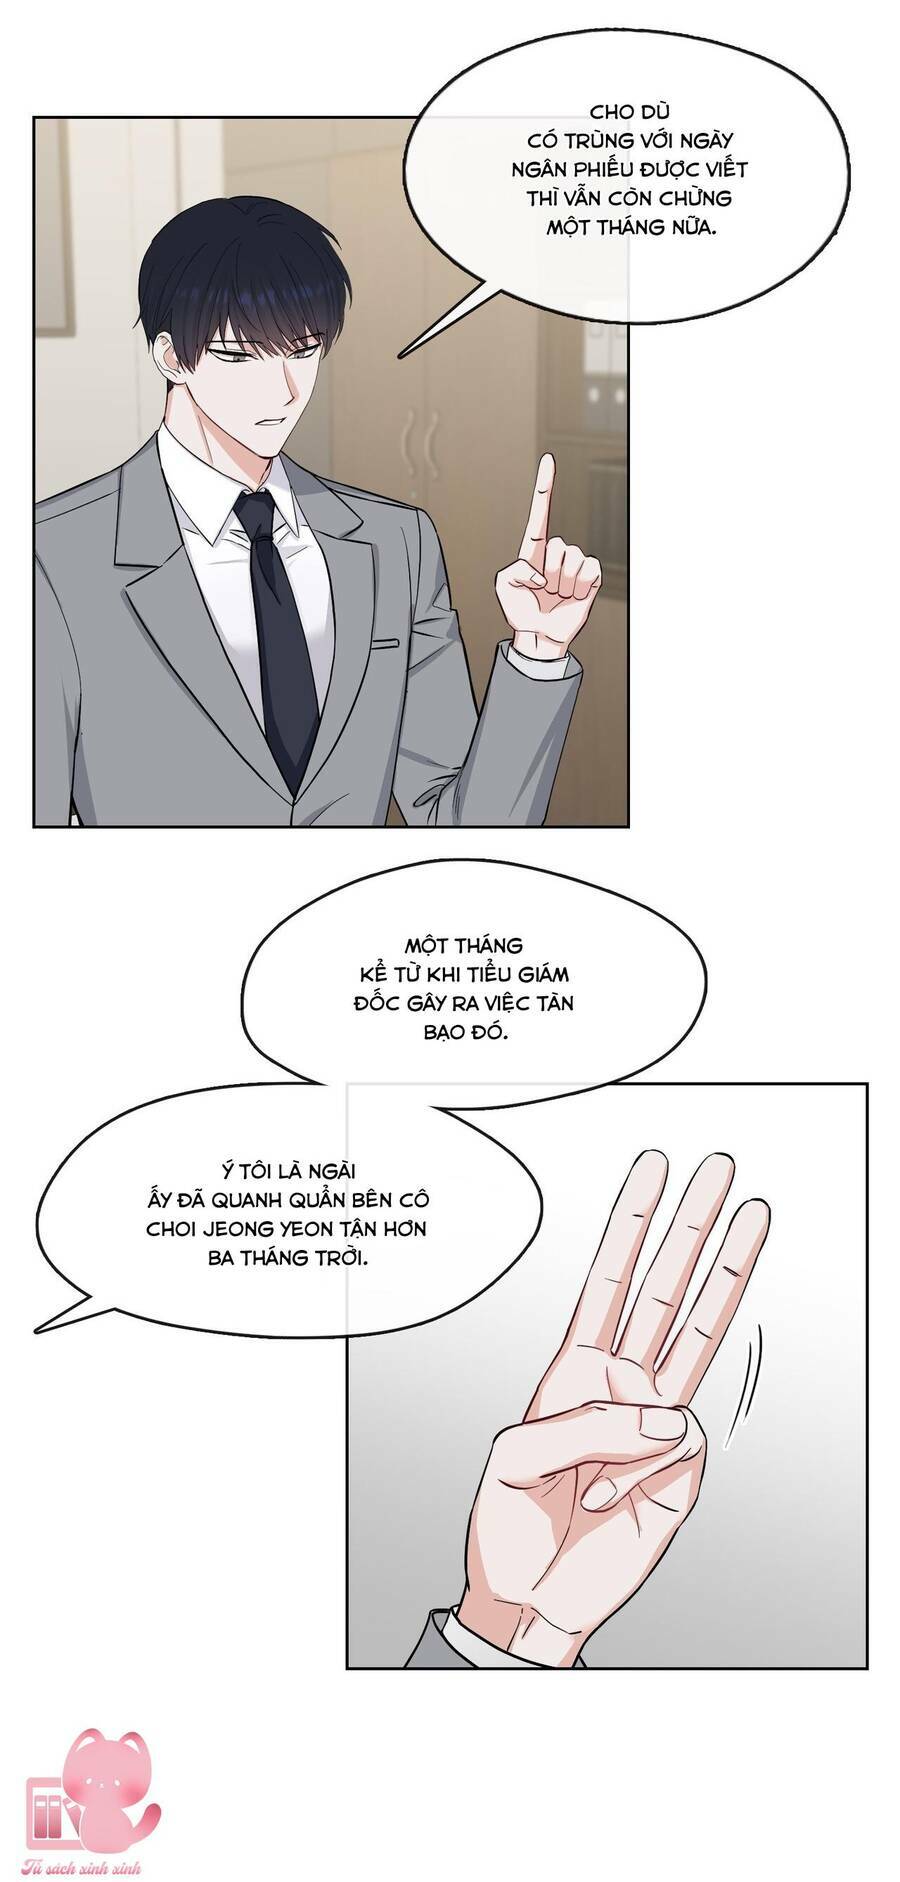 CHO DÙ
CÓ TRÙNG VỚI NGÀY
NGÂN PHIẾU ĐƯỢC VIẾT
THÌ VẪN CÒN CHỪNG
MỘT THÁNG NỮA.
MỘT THÁNG
KỂ TỪ KHI TIỂU GIÁM
ĐỐC GÂY RA VIỆC TÀN
BẠO ĐÓ.
Ý TÔI LÀ NGÀI
ẤY ĐÃ QUANH QUẨN BÊN CÔ
CHOI JEONG YEON TẬN HƠN
BA THÁNG TRỜI.
Tủ sách xinh xinh